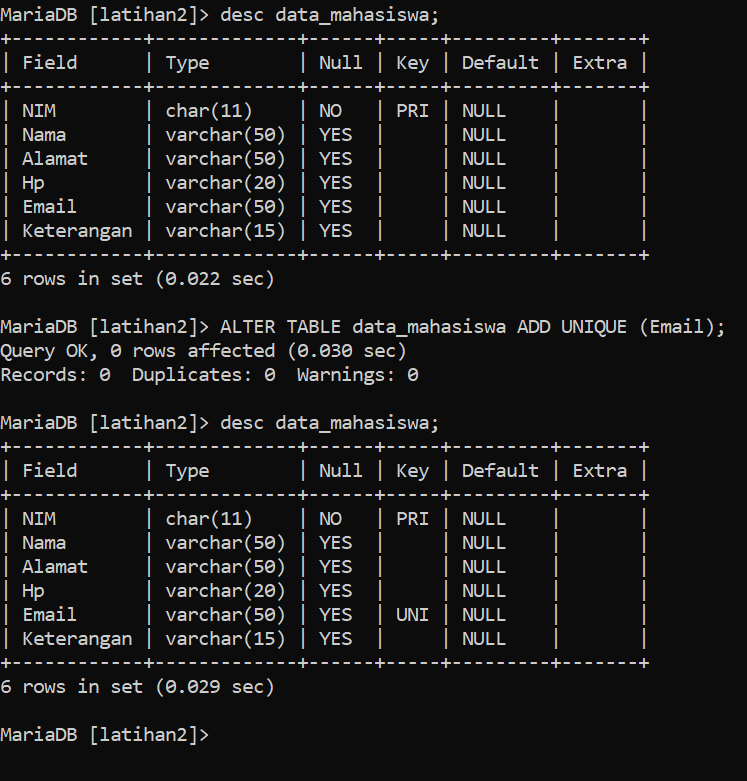 MariaDB [latihan2]> desc data_mahasiswa;
+------------+-------------+------+-----+---------+-------+
| Field      | Type        | Null | Key | Default | Extra |
+------------+-------------+------+-----+---------+-------+
| NIM        | char(11)    | NO   | PRI | NULL    |       |
| Nama       | varchar(50) | YES  |     | NULL    |       |
| Alamat     | varchar(50) | YES  |     | NULL    |       |
| Hp         | varchar(20) | YES  |     | NULL    |       |
| Email      | varchar(50) | YES  |     | NULL    |       |
| Keterangan | varchar(15) | YES  |     | NULL    |       |
+------------+-------------+------+-----+---------+-------+
6 rows in set (0.022 sec)

MariaDB [latihan2]> ALTER TABLE data_mahasiswa ADD UNIQUE (Email);
Query OK, 0 rows affected (0.030 sec)
Records: 0  Duplicates: 0  Warnings: 0

MariaDB [latihan2]> desc data_mahasiswa;
+------------+-------------+------+-----+---------+-------+
| Field      | Type        | Null | Key | Default | Extra |
+------------+-------------+------+-----+---------+-------+
| NIM        | char(11)    | NO   | PRI | NULL    |       |
| Nama       | varchar(50) | YES  |     | NULL    |       |
| Alamat     | varchar(50) | YES  |     | NULL    |       |
| Hp         | varchar(20) | YES  |     | NULL    |       |
| Email      | varchar(50) | YES  | UNI | NULL    |       |
| Keterangan | varchar(15) | YES  |     | NULL    |       |
+------------+-------------+------+-----+---------+-------+
6 rows in set (0.029 sec)

MariaDB [latihan2]>